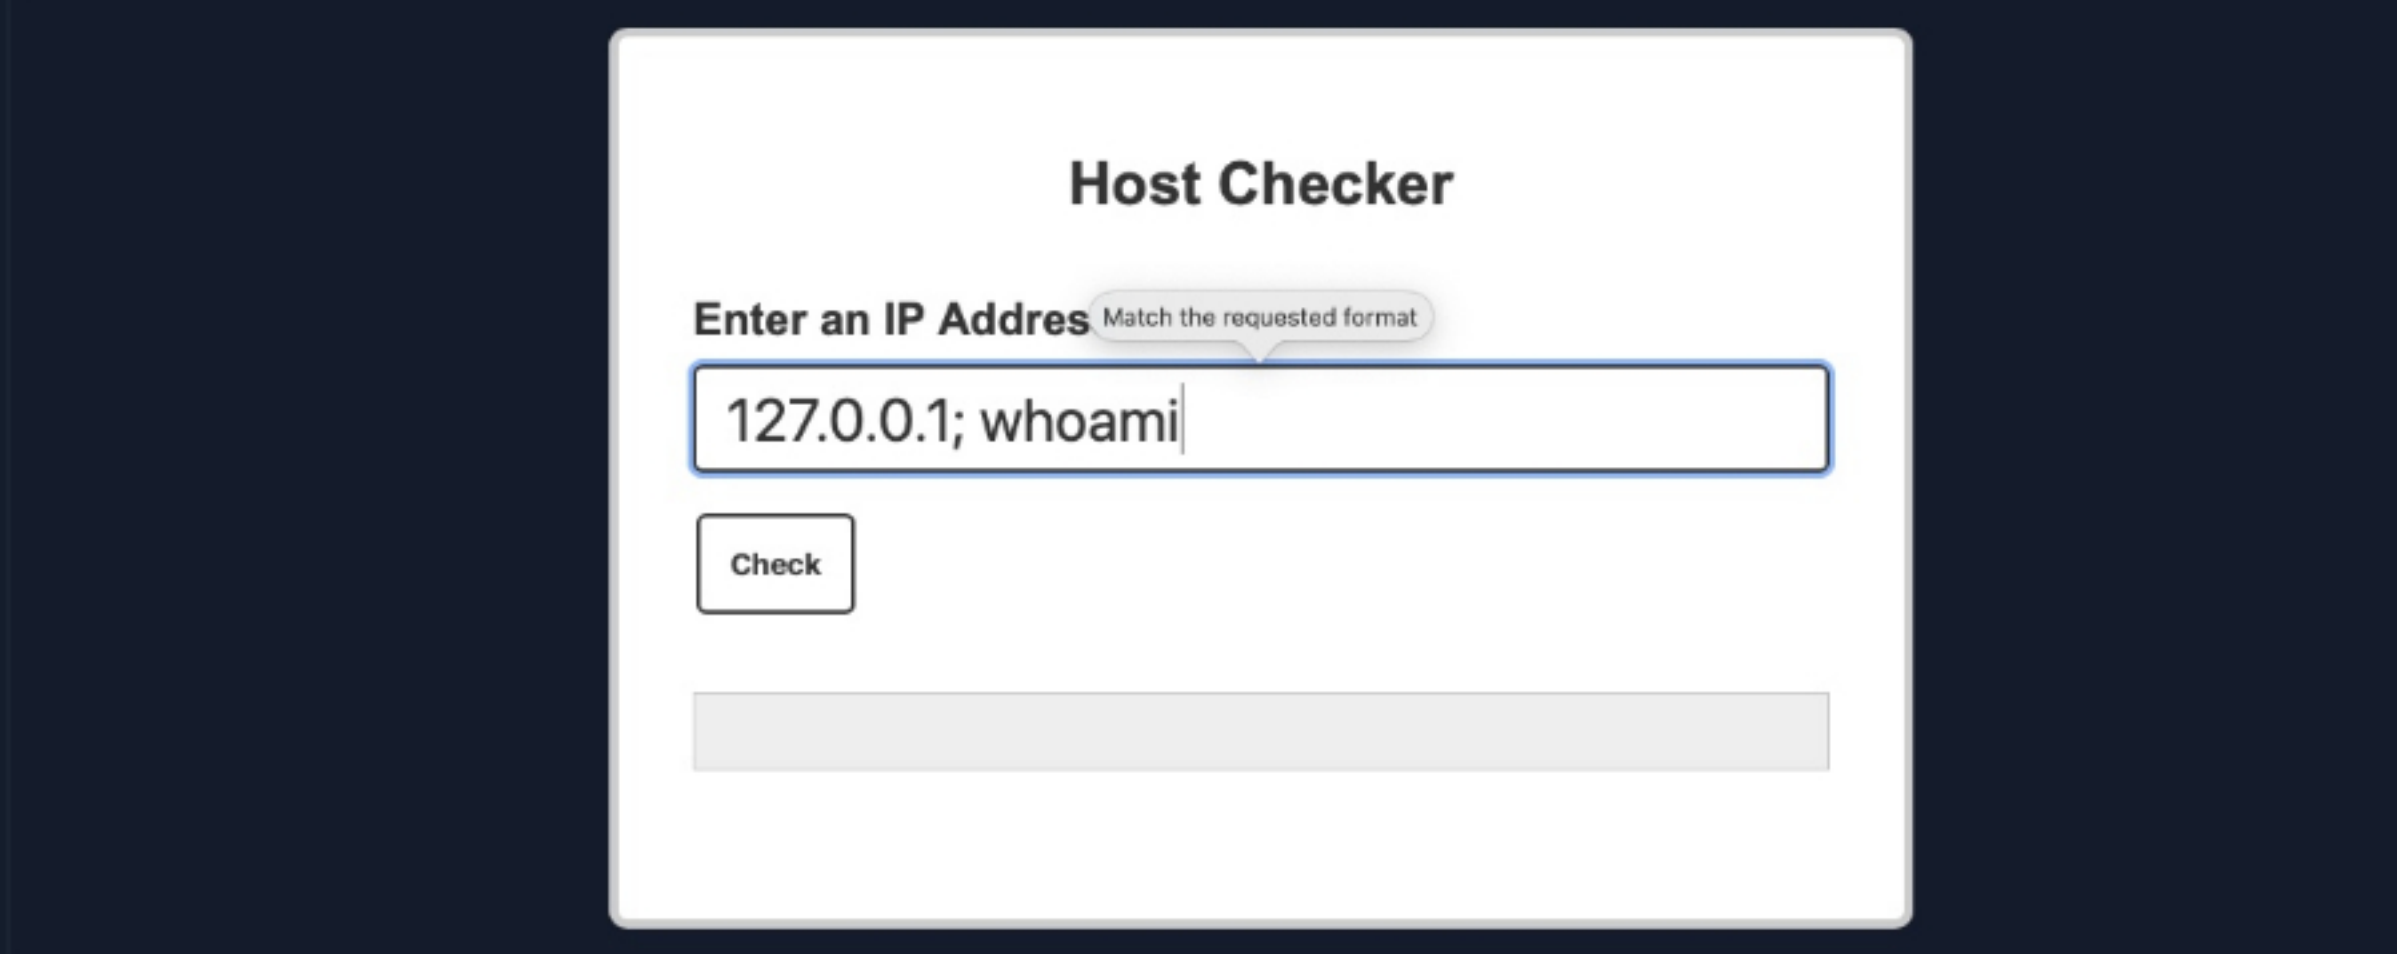 Host Checker
Enter an IP Addres
Match the requested format
127.0.0.1; whoami
Check